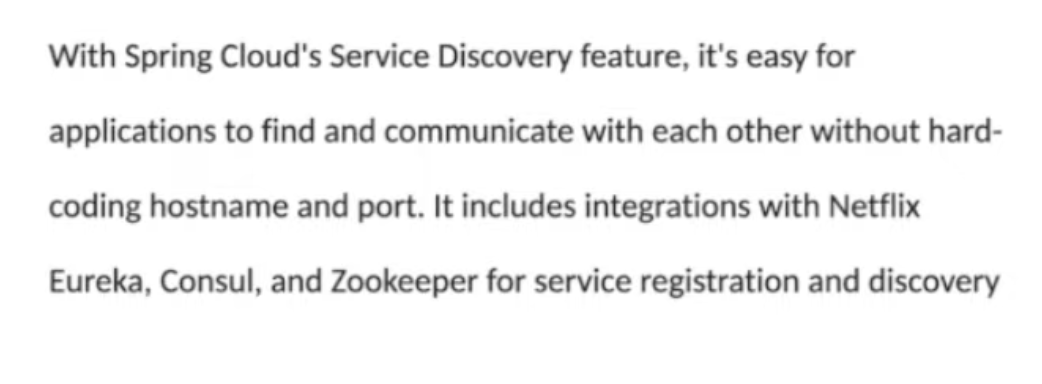 With Spring Cloud's Service Discovery feature, it's easy for
applications to find and communicate with each other without hard-
coding hostname and port. It includes integrations with Netflix
Eureka, Consul, and Zookeeper for service registration and discovery